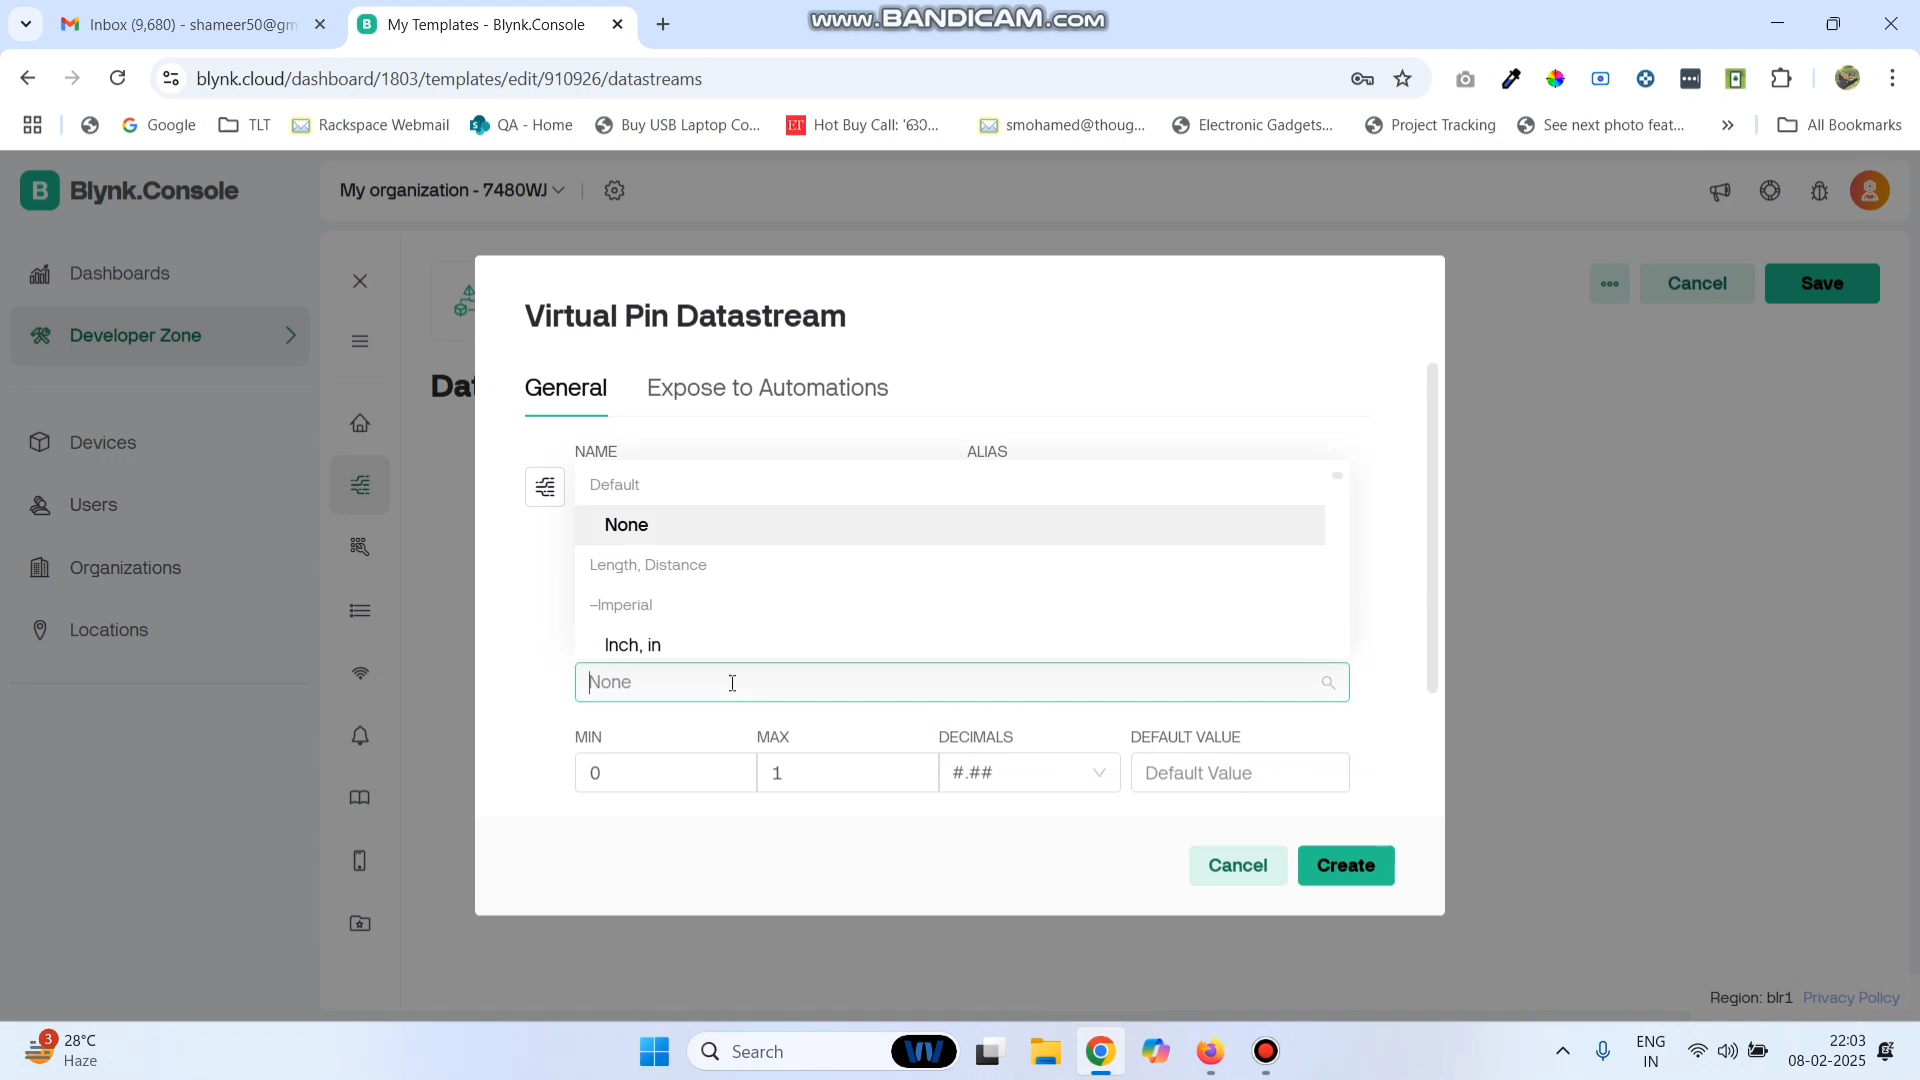 Inbox (9,680) - shameer50@gm
My Templates - Blynk.Console
www.BANDICAM.com
blynk.cloud/dashboard/1803/templates/edit/910926/datastreams
Google
TLT
Rackspace Webmail
QA - Home
Buy USB Laptop Co...
Hot Buy Call: '630...
smohamed@thoug...
Electronic Gadgets...
Project Tracking
See next photo feat...
All Bookmarks
B Blynk.Console
My organization - 7480WJ
Dashboards
Developer Zone
Devices
Users
Organizations
Locations
Cancel
Save
Dat
Virtual Pin Datastream
General
Expose to Automations
NAME
ALIAS
Default
None
Length, Distance
–Imperial
Inch, in
None
MIN
MAX
DECIMALS
DEFAULT VALUE
0
1
#.##
Default Value
Cancel
Create
Region: blr1
Privacy Policy
3
28°C
Haze
Search
ENG
IN
22:03
08-02-2025